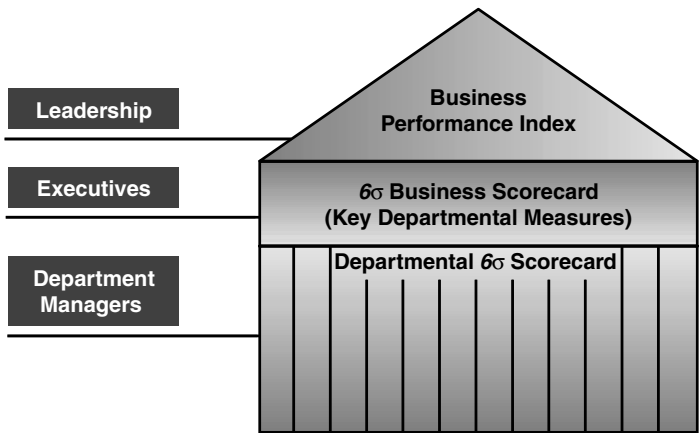 Leadership
Business
Performance Index
Executives
6σ Business Scorecard
(Key Departmental Measures)
Department
Managers
Departmental 6σ Scorecard